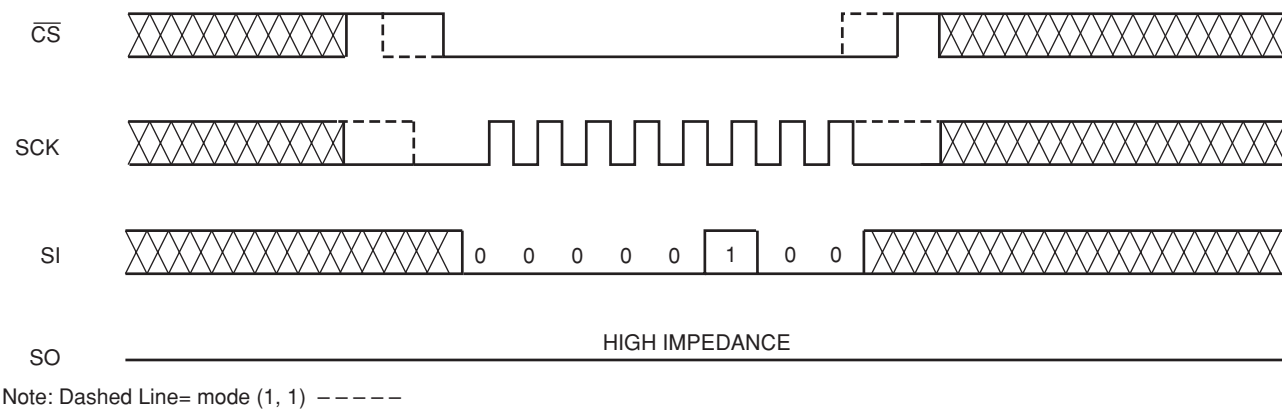 CS
SCK
SI 0 0 0 0 0 1 0 0
HIGH IMPEDANCE
SO
Note: Dashed Line= mode (1, 1) – – – – –